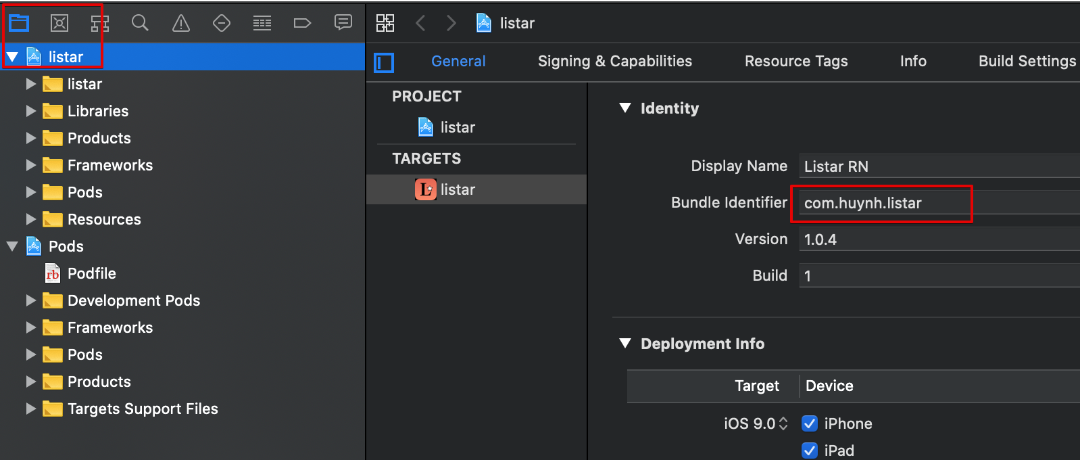 listar
listar
General Signing & Capabilities Resource Tags Info Build Settings
listar
Libraries
Products
Frameworks
Pods
Resources
Pods
rb Podfile
Development Pods
Frameworks
Pods
Products
Targets Support Files
PROJECT
listar
TARGETS
L listar
Identity
Display Name Listar RN
Bundle Identifier com.huynh.listar
Version 1.0.4
Build 1
Deployment Info
Target Device
iOS 9.0 iPhone
iPad